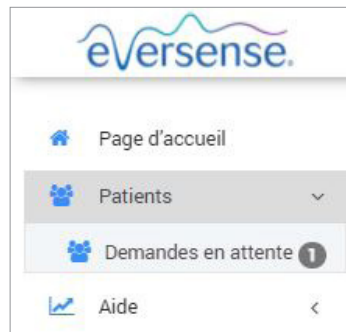 eversense.
Page d'accueil
Patients
Demandes en attente 1
Aide